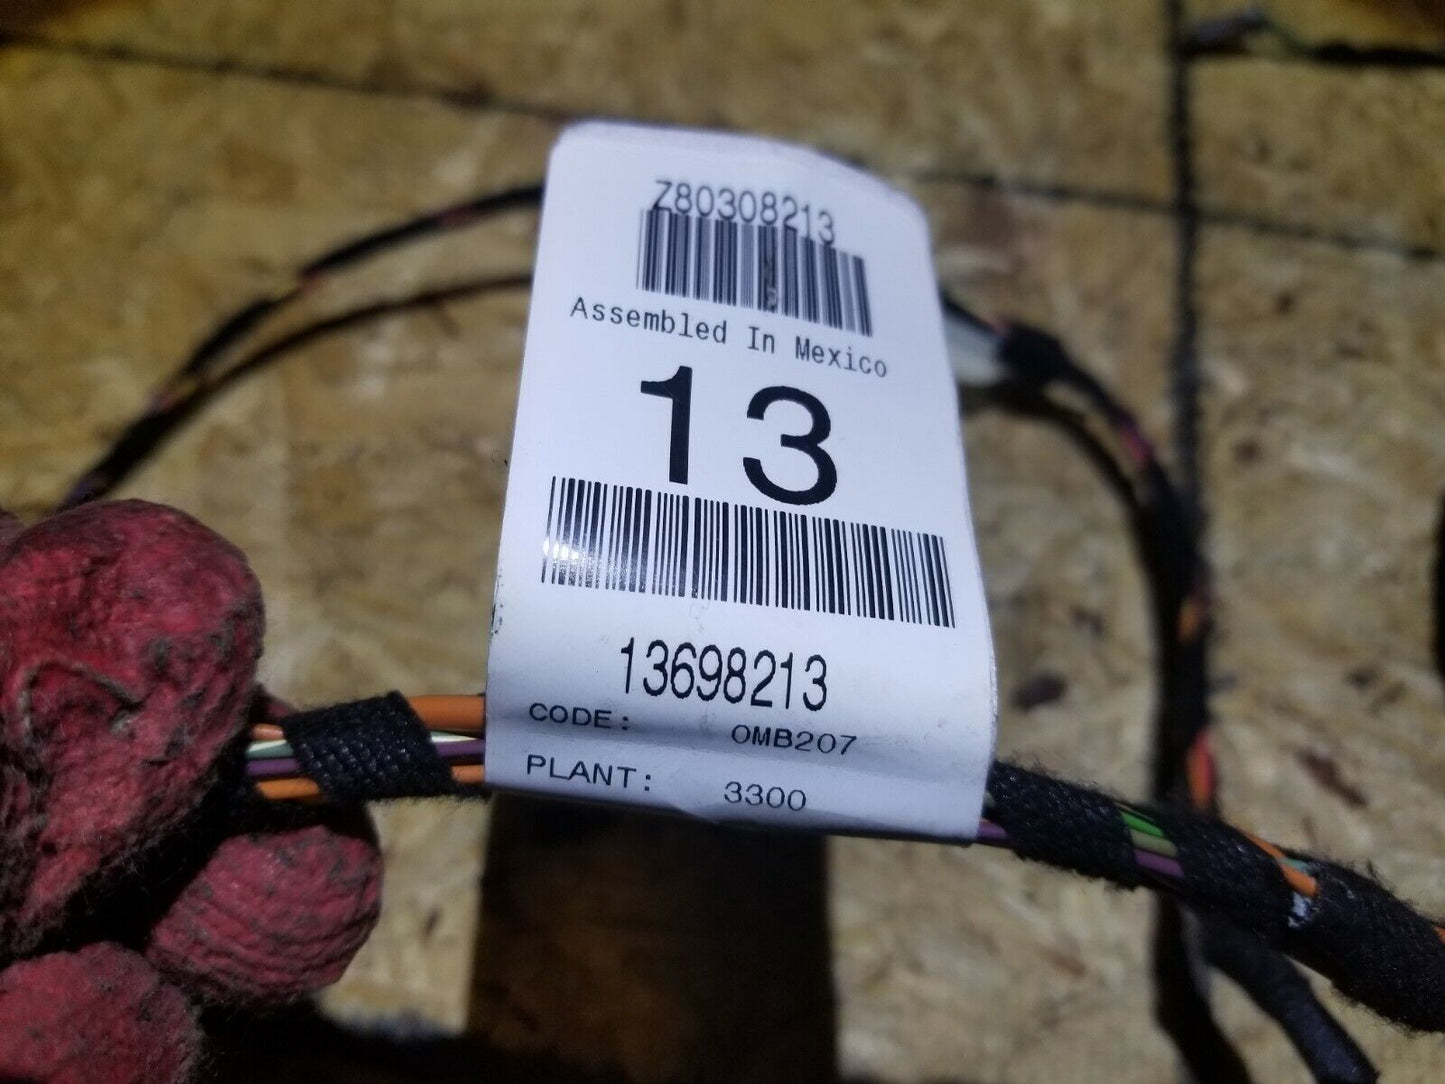 Z80308213
Assembled In Mexico
13
13698213
CODE: 0MB207
PLANT: 3300